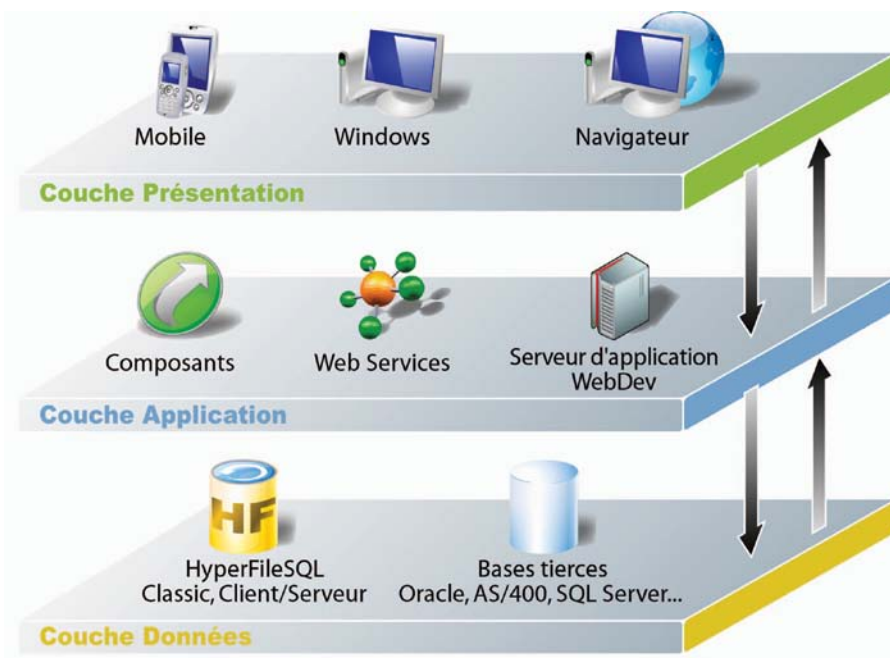 Mobile
Windows
Navigateur
Couche Présentation
Composants
Web Services
Serveur d'application
WebDev
Couche Application
HF
HyperFileSQL
Classic, Client/Serveur
Bases tierces
Oracle, AS/400, SQL Server...
Couche Données